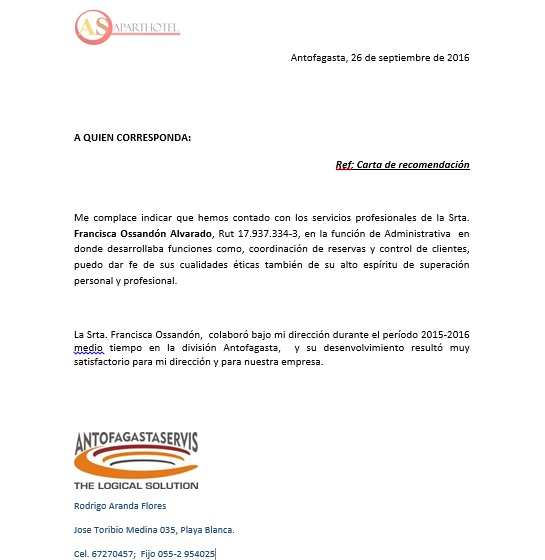 AS APARTHOTEL
Antofagasta, 26 de septiembre de 2016
A QUIEN CORRESPONDA:
Ref; Carta de recomendación
Me complace indicar que hemos contado con los servicios profesionales de la Srta.
Francisca Ossandón Alvarado, Rut 17.937.334-3, en la función de Administrativa en
donde desarrollaba funciones como, coordinación de reservas y control de clientes,
puedo dar fe de sus cualidades éticas también de su alto espíritu de superación
personal y profesional.
La Srta. Francisca Ossandón, colaboró bajo mi dirección durante el período 2015-2016
medio tiempo en la división Antofagasta, y su desenvolvimiento resultó muy
satisfactorio para mi dirección y para nuestra empresa.
ANTOFAGASTASERVIS
THE LOGICAL SOLUTION
Rodrigo Aranda Flores
Jose Toribio Medina 035, Playa Blanca.
Cel. 67270457; Fijo 055-2 954025